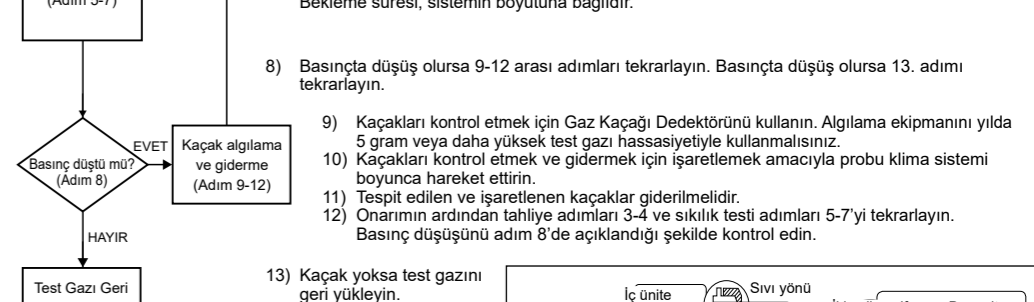 (Adım 5-7)
Bekleme süresi, sistemin boyutuna bağlıdır.
8) Basınçta düşüş olursa 9-12 arası adımları tekrarlayın. Basınçta düşüş olursa 13. adımı
tekrarlayın.
9) Kaçakları kontrol etmek için Gaz Kaçağı Dedektörünü kullanın. Algılama ekipmanını yılda
5 gram veya daha yüksek test gazı hassasiyetiyle kullanmalısınız.
10) Kaçakları kontrol etmek ve gidermek için işaretlemek amacıyla probu klima sistemi
boyunca hareket ettirin.
11) Tespit edilen ve işaretlenen kaçaklar giderilmelidir.
12) Onarımın ardından tahliye adımları 3-4 ve sıkılık testi adımları 5-7’yi tekrarlayın.
Basınç düşüşünü adım 8’de açıklandığı şekilde kontrol edin.
Basınç düştü mü?
(Adım 8)
EVET
Kaçak algılama
ve giderme
(Adım 9-12)
HAYIR
Test Gazı Geri
13) Kaçak yoksa test gazını
geri yükleyin.
İç ünite
Sıvı yönü